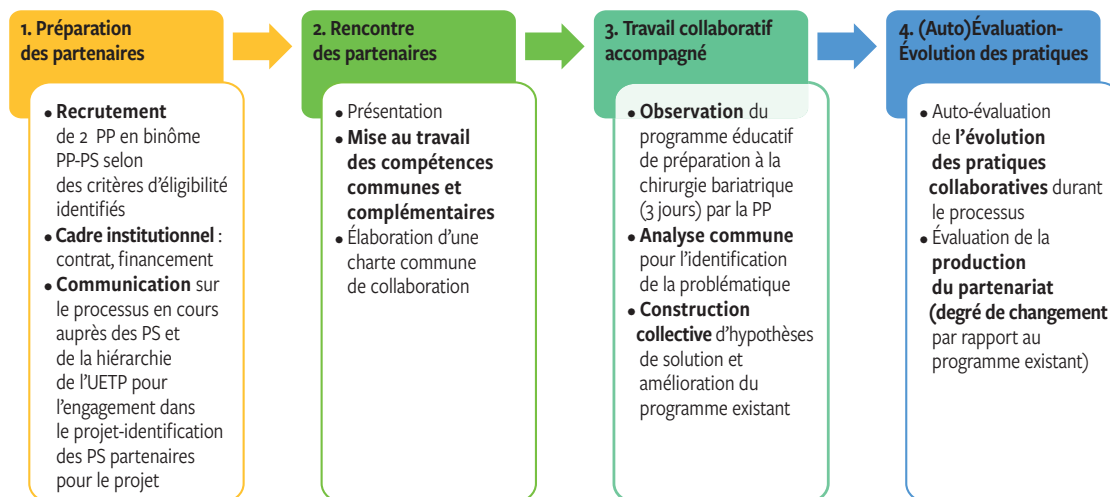 1. Préparation
des partenaires
• Recrutement
de 2 PP en binôme
PP-PS selon
des critères d'éligibilité
identifiés
• Cadre institutionnel :
contrat, financement
• Communication sur
le processus en cours
auprès des PS et
de la hiérarchie
de l'UETP pour
l'engagement dans
le projet-identification
des PS partenaires
pour le projet
2. Rencontre
des partenaires
• Présentation
• Mise au travail
des compétences
communes et
complémentaires
• Élaboration d'une
charte commune
de collaboration
3. Travail collaboratif
accompagné
• Observation du
programme éducatif
de préparation à la
chirurgie bariatrique
(3 jours) par la PP
• Analyse commune
pour l'identification
de la problématique
• Construction
collective d'hypothèses
de solution et
amélioration du
programme existant
4. (Auto)Évaluation-
Évolution des pratiques
• Auto-évaluation
de l'évolution
des pratiques
collaboratives durant
le processus
• Évaluation de la
production
du partenariat
(degré de changement
par rapport au
programme existant)